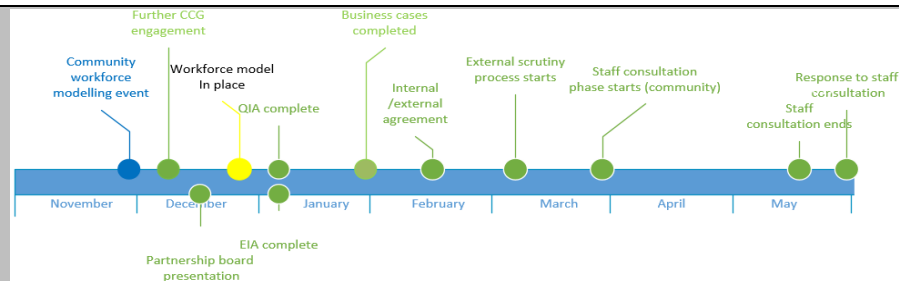 Further CCG
engagement
Business cases
completed
Community
workforce
modelling event
Workforce model
In place
QIA complete
Internal
/external
agreement
External scrutiny
process starts
Staff consultation
phase starts (community)
Staff
consultation ends
Response to staff
consultation
November
December
January
February
March
April
May
EIA complete
Partnership board
presentation